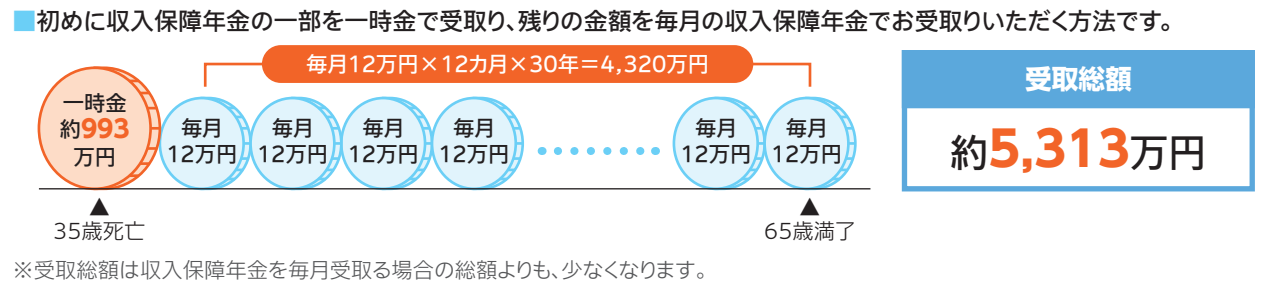 ■初めに収入保障年金の一部を一時金で受取り、残りの金額を毎月の収入保障年金でお受取りいただく方法です。
毎月12万円×12カ月×30年＝4,320万円
一時金
約993
万円
毎月
12万円
毎月
12万円
毎月
12万円
毎月
12万円
毎月
12万円
毎月
12万円
▲
35歳死亡
▲
65歳満了
受取総額
約5,313万円
※受取総額は収入保障年金を毎月受取る場合の総額よりも、少なくなります。